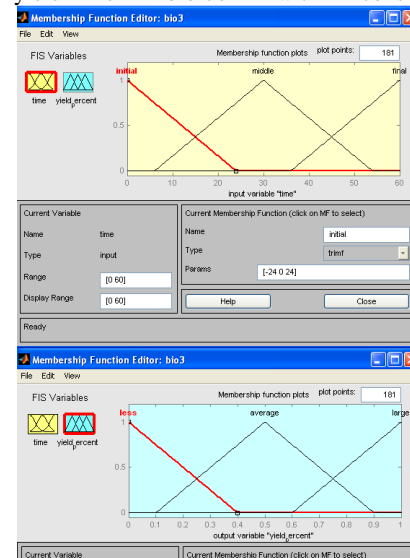 Membership Function Editor: bio3
File Edit View
FIS Variables
Membership function plots plot points: 181
initial middle final
time yield_percent
1
0.5
0
0 10 20 30 40 50 60
input variable "time"
Current Variable
Current Membership Function (click on MF to select)
Name time
Name initial
Type input
Type trimf
Range [0 60]
Params [-24 0 24]
Display Range [0 60]
Help Close
Ready
Membership Function Editor: bio3
File Edit View
FIS Variables
Membership function plots plot points: 181
less average large
time yield_percent
1
0.5
0
0 0.1 0.2 0.3 0.4 0.5 0.6 0.7 0.8 0.9 1
output variable "yield_percent"
Current Variable
Current Membership Function (click on MF to select)